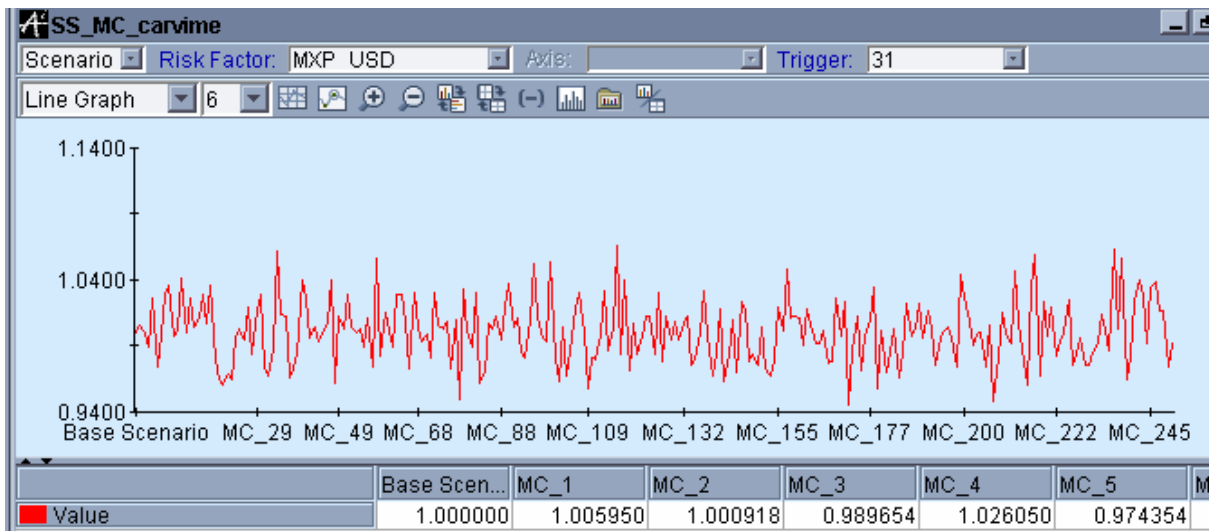 SS_MC_carvime
Scenario Risk Factor: MXP USD Axis: Trigger: 31
Line Graph 6
1.1400
1.0400
0.9400
Base Scenario MC_29 MC_49 MC_68 MC_88 MC_109 MC_132 MC_155 MC_177 MC_200 MC_222 MC_245
Base Scen... MC_1 MC_2 MC_3 MC_4 MC_5
Value 1.000000 1.005950 1.000918 0.989654 1.026050 0.974354